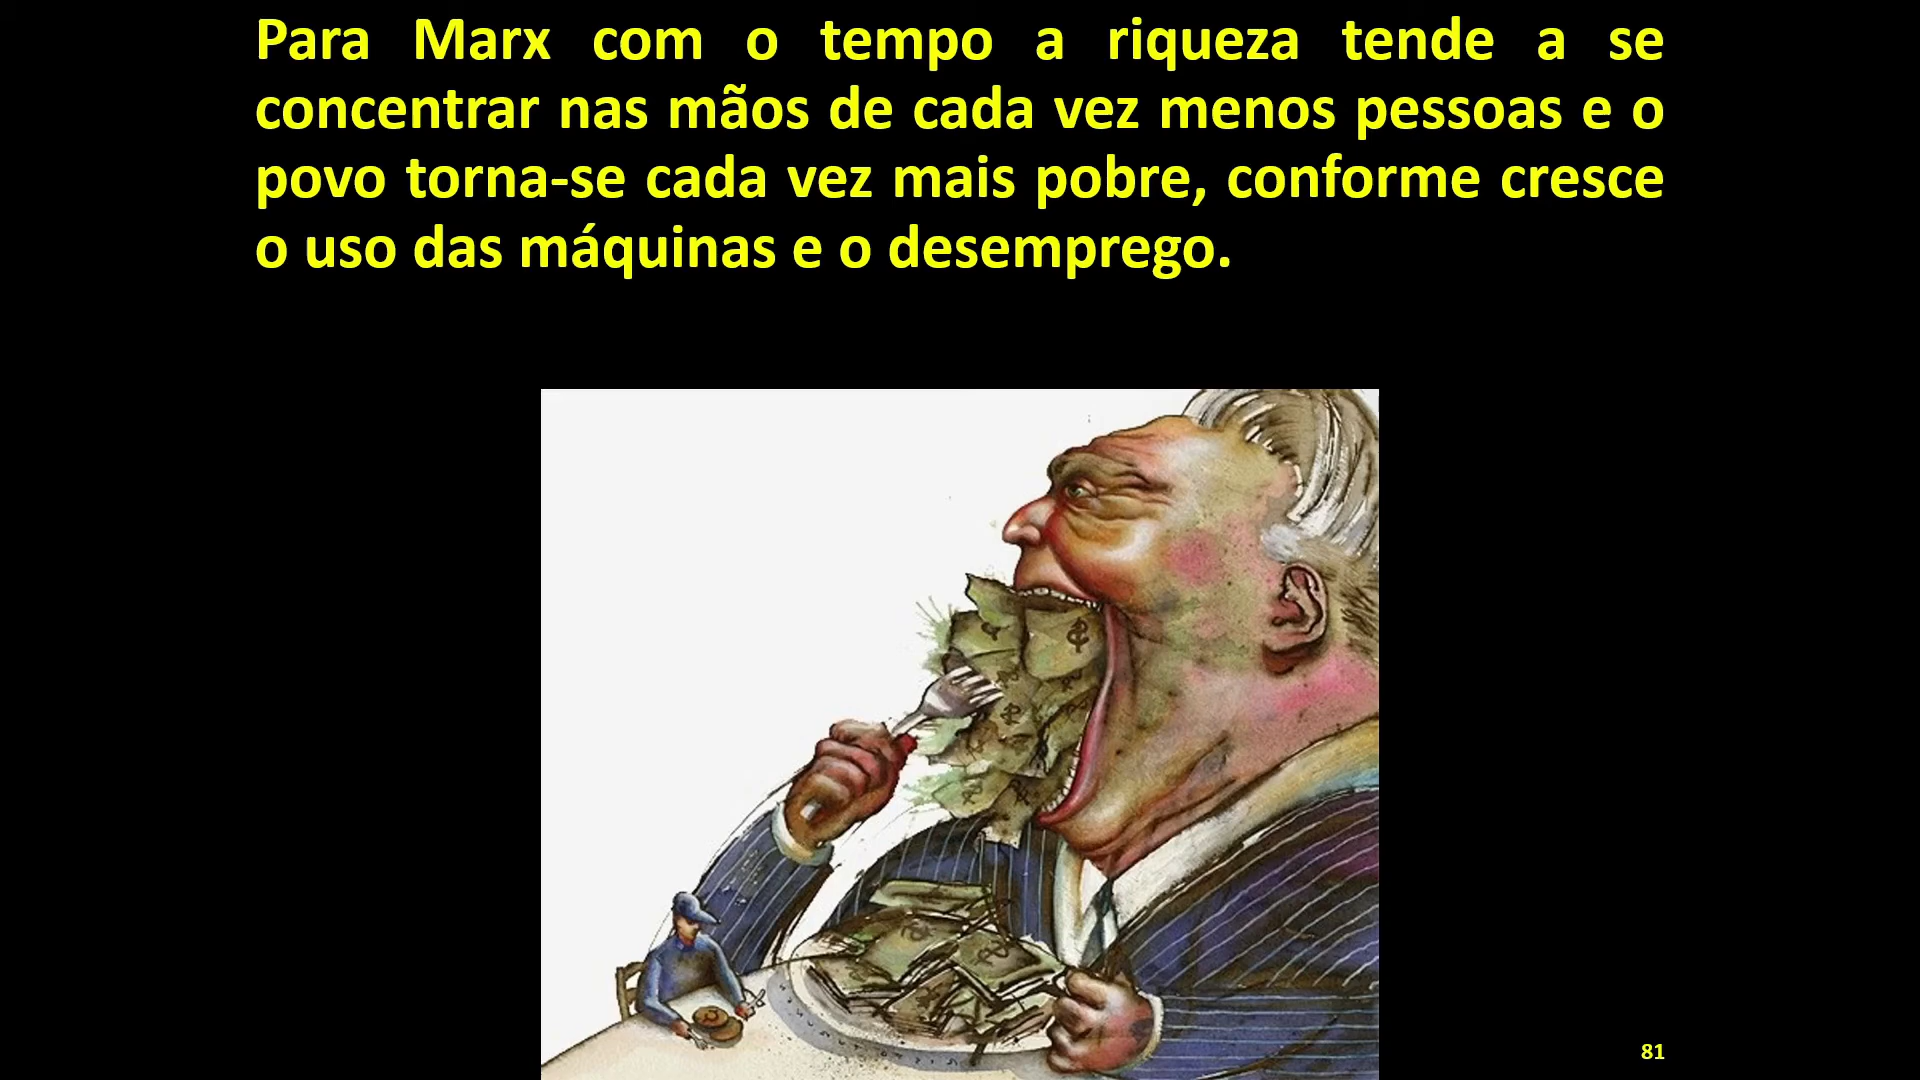 Para Marx com o tempo a riqueza tende a se
concentrar nas mãos de cada vez menos pessoas e o
povo torna-se cada vez mais pobre, conforme cresce
o uso das máquinas e o desemprego.
81